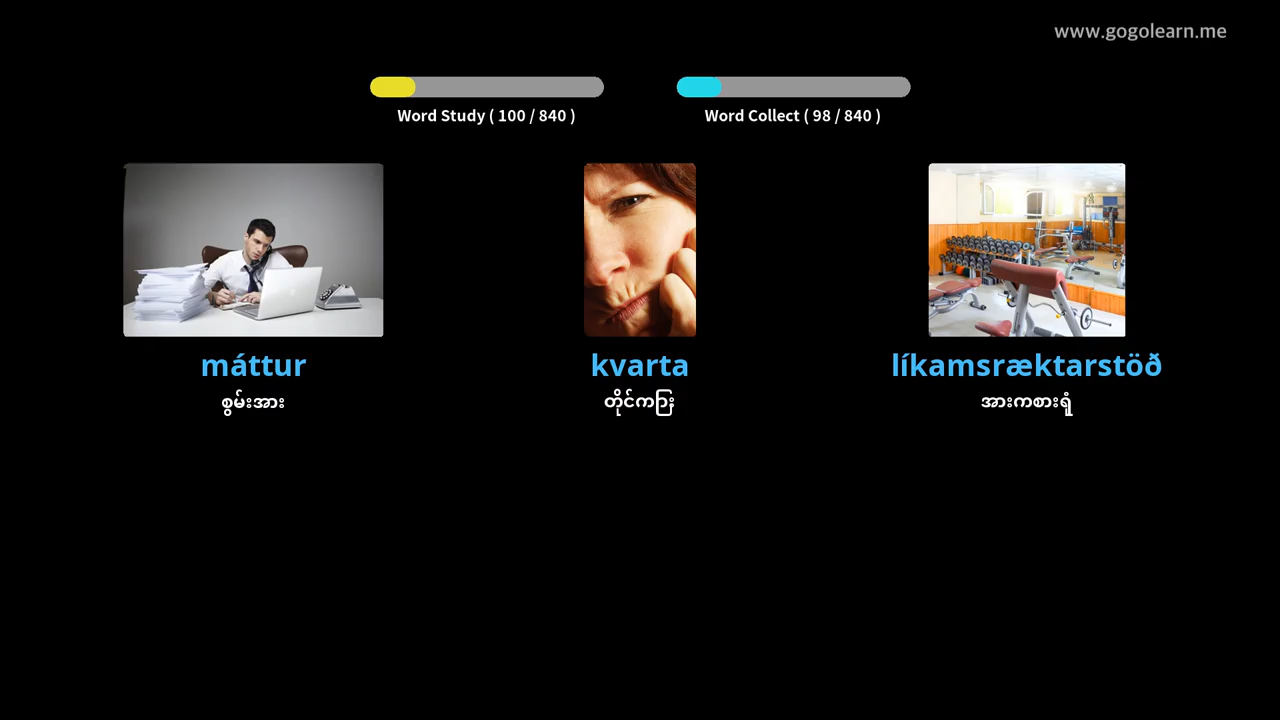 www.gogolearn.me
Word Study ( 100 / 840 )
Word Collect ( 98 / 840 )
máttur
kvarta
líkamsræktarstöð
စွမ်းအား
တိုင်ကြား
အားကစားရုံ